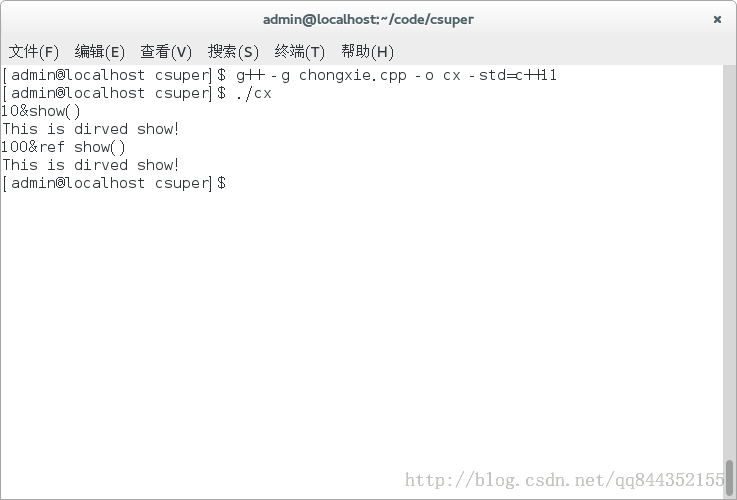 admin@localhost:~/code/csuper ×
文件(F) 编辑(E) 查看(V) 搜索(S) 终端(T) 帮助(H)
[admin@localhost csuper]$ g++ -g chongxie.cpp -o cx -std=c++11
[admin@localhost csuper]$ ./cx
10&show()
This is dirved show!
100&ref show()
This is dirved show!
[admin@localhost csuper]$
http://blog.csdn.net/qq844352155